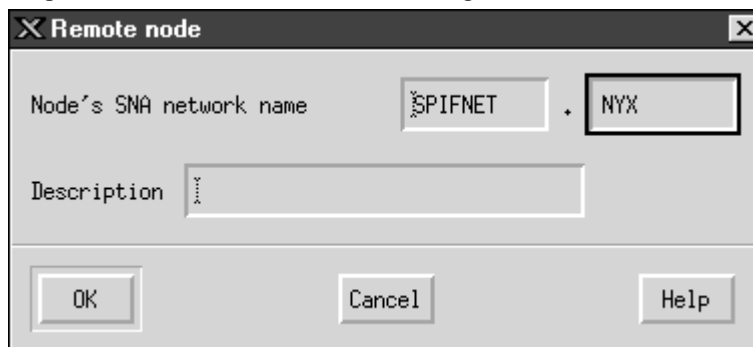 Remote node
Node's SNA network name SPIFNET . NYX
Description
OK Cancel Help